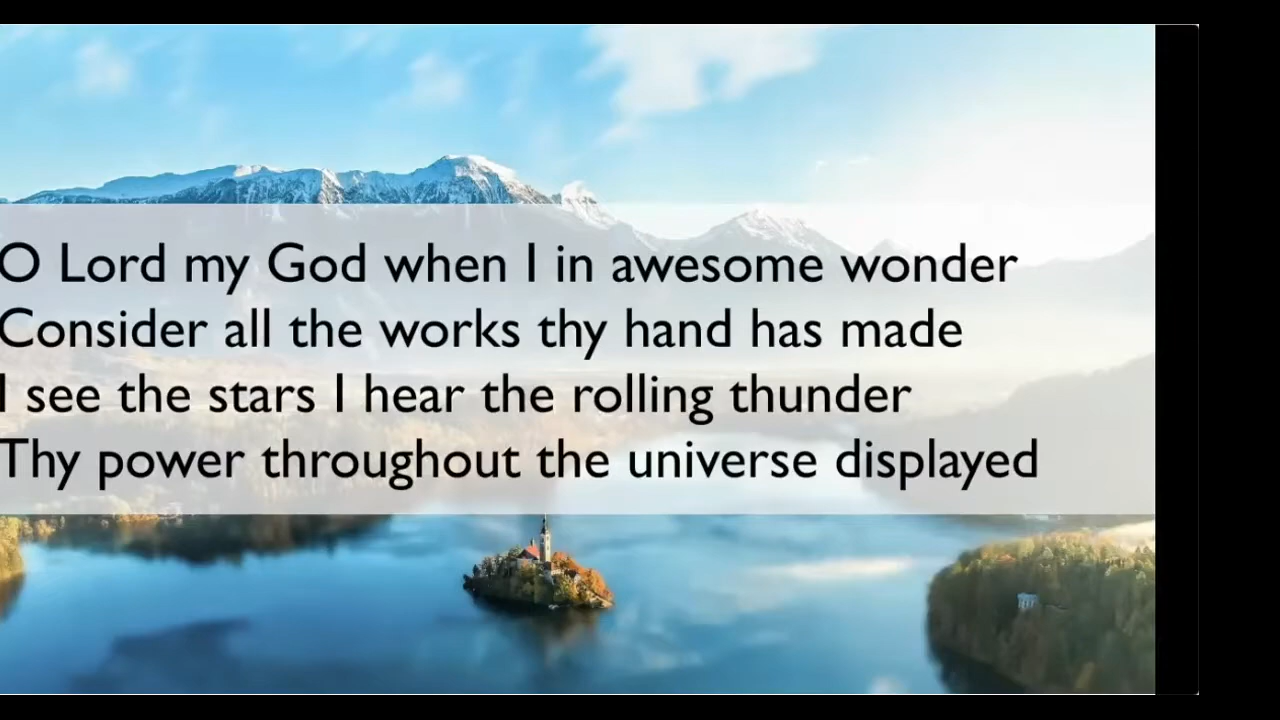 O Lord my God when I in awesome wonder
Consider all the works thy hand has made
I see the stars I hear the rolling thunder
Thy power throughout the universe displayed